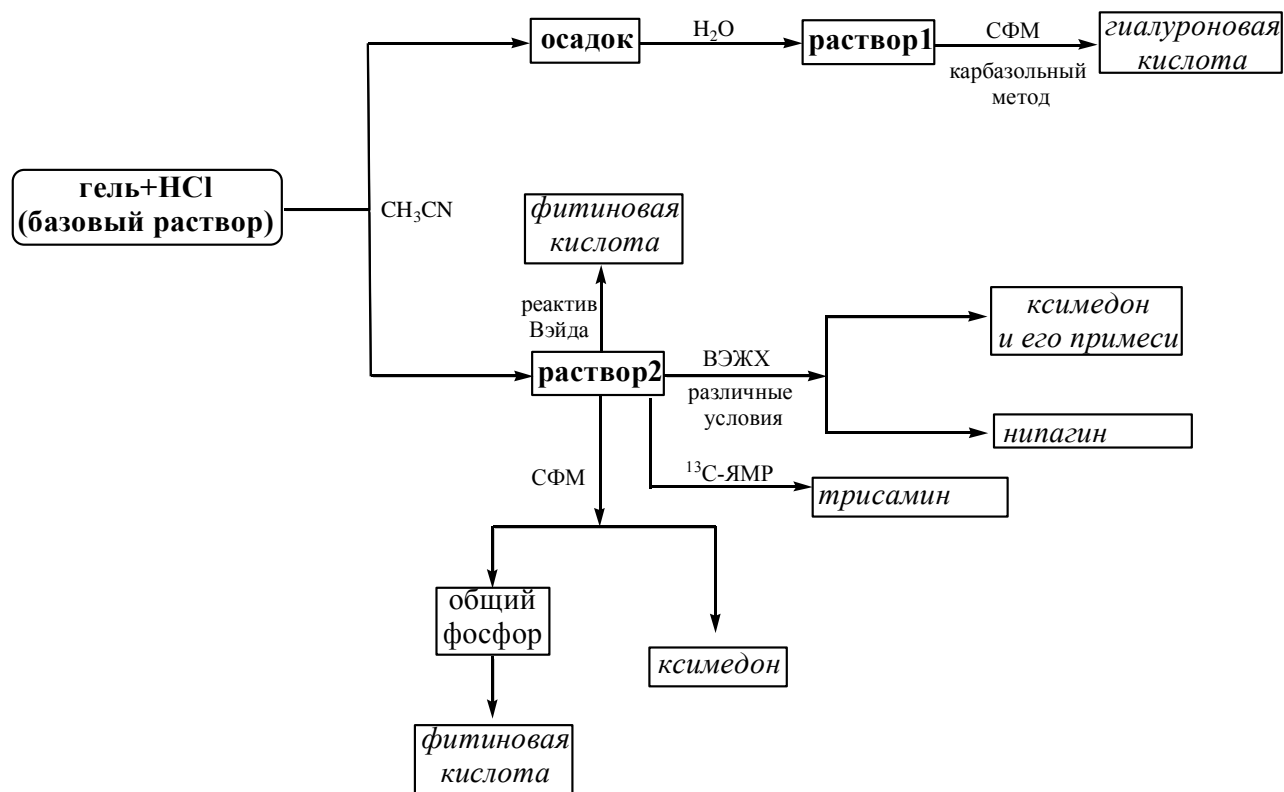 осадок
H₂O
раствор1
СФМ
карбазольный
метод
гиалуроновая
кислота
гель+HCl
(базовый раствор)
CH₃CN
фитиновая
кислота
реактив
Вэйда
раствор2
ВЭЖХ
различные
условия
ксимедон
и его примеси
нипагин
¹³C-ЯМР
трисамин
СФМ
общий
фосфор
ксимедон
фитиновая
кислота